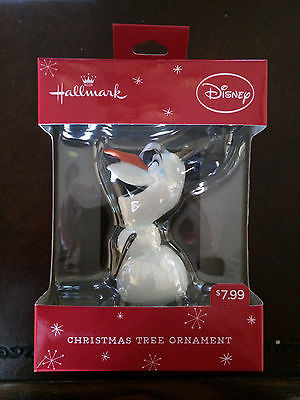 Hallmark
Disney
$7.99
CHRISTMAS TREE ORNAMENT